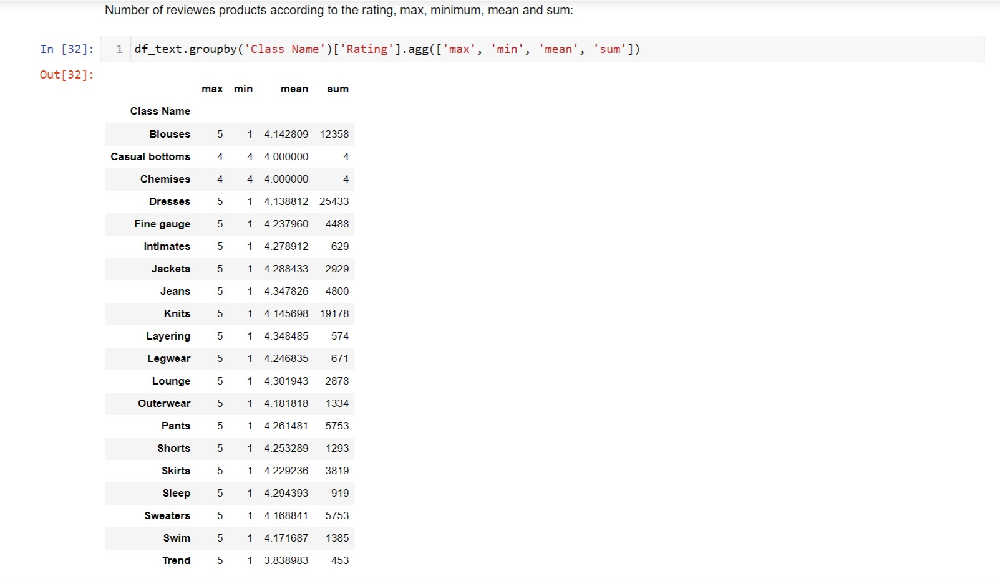 Number of reviewes products according to the rating, max, minimum, mean and sum:
In [32]: 1 df_text.groupby('Class Name')['Rating'].agg(['max', 'min', 'mean', 'sum'])
Out[32]:
max min mean sum
Class Name
Blouses 5 1 4.142809 12358
Casual bottoms 4 4 4.000000 4
Chemises 4 4 4.000000 4
Dresses 5 1 4.138812 25433
Fine gauge 5 1 4.237960 4488
Intimates 5 1 4.278912 629
Jackets 5 1 4.288433 2929
Jeans 5 1 4.347826 4800
Knits 5 1 4.145698 19178
Layering 5 1 4.348485 574
Legwear 5 1 4.246835 671
Lounge 5 1 4.301943 2878
Outerwear 5 1 4.181818 1334
Pants 5 1 4.261481 5753
Shorts 5 1 4.253289 1293
Skirts 5 1 4.229236 3819
Sleep 5 1 4.294393 919
Sweaters 5 1 4.168841 5753
Swim 5 1 4.171687 1385
Trend 5 1 3.838983 453